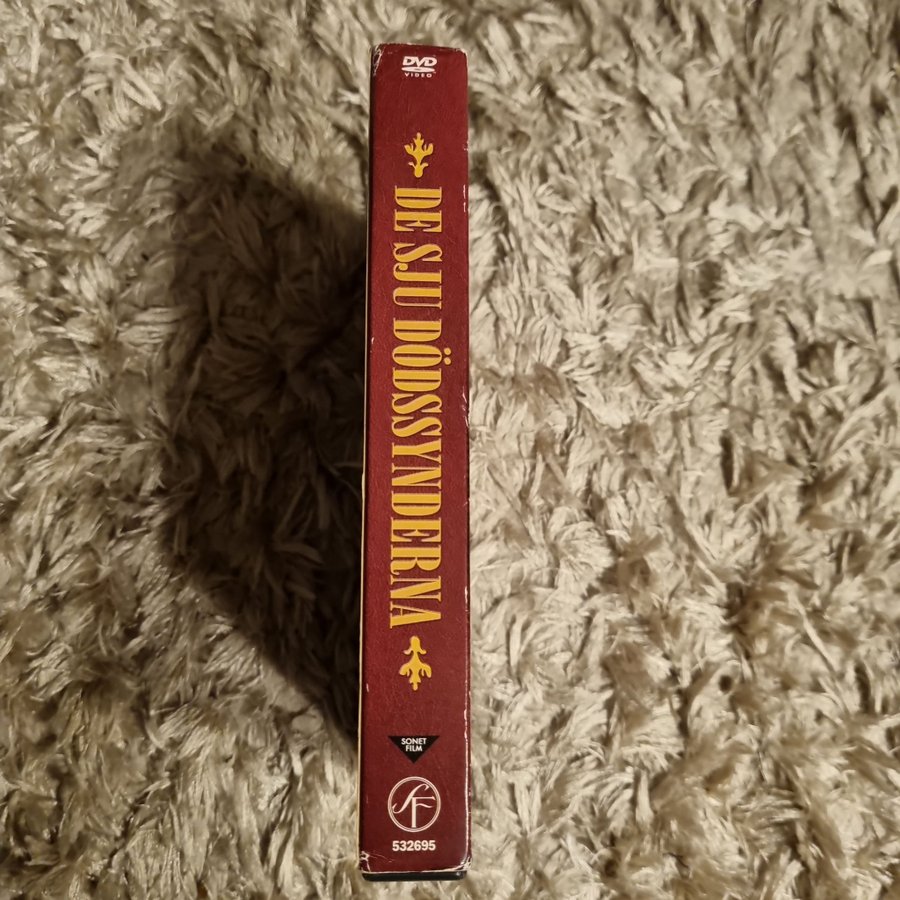 DVD
VIDEO
DE SJU DÖDSSYNDERNA
SONET
FILM
SF
532695